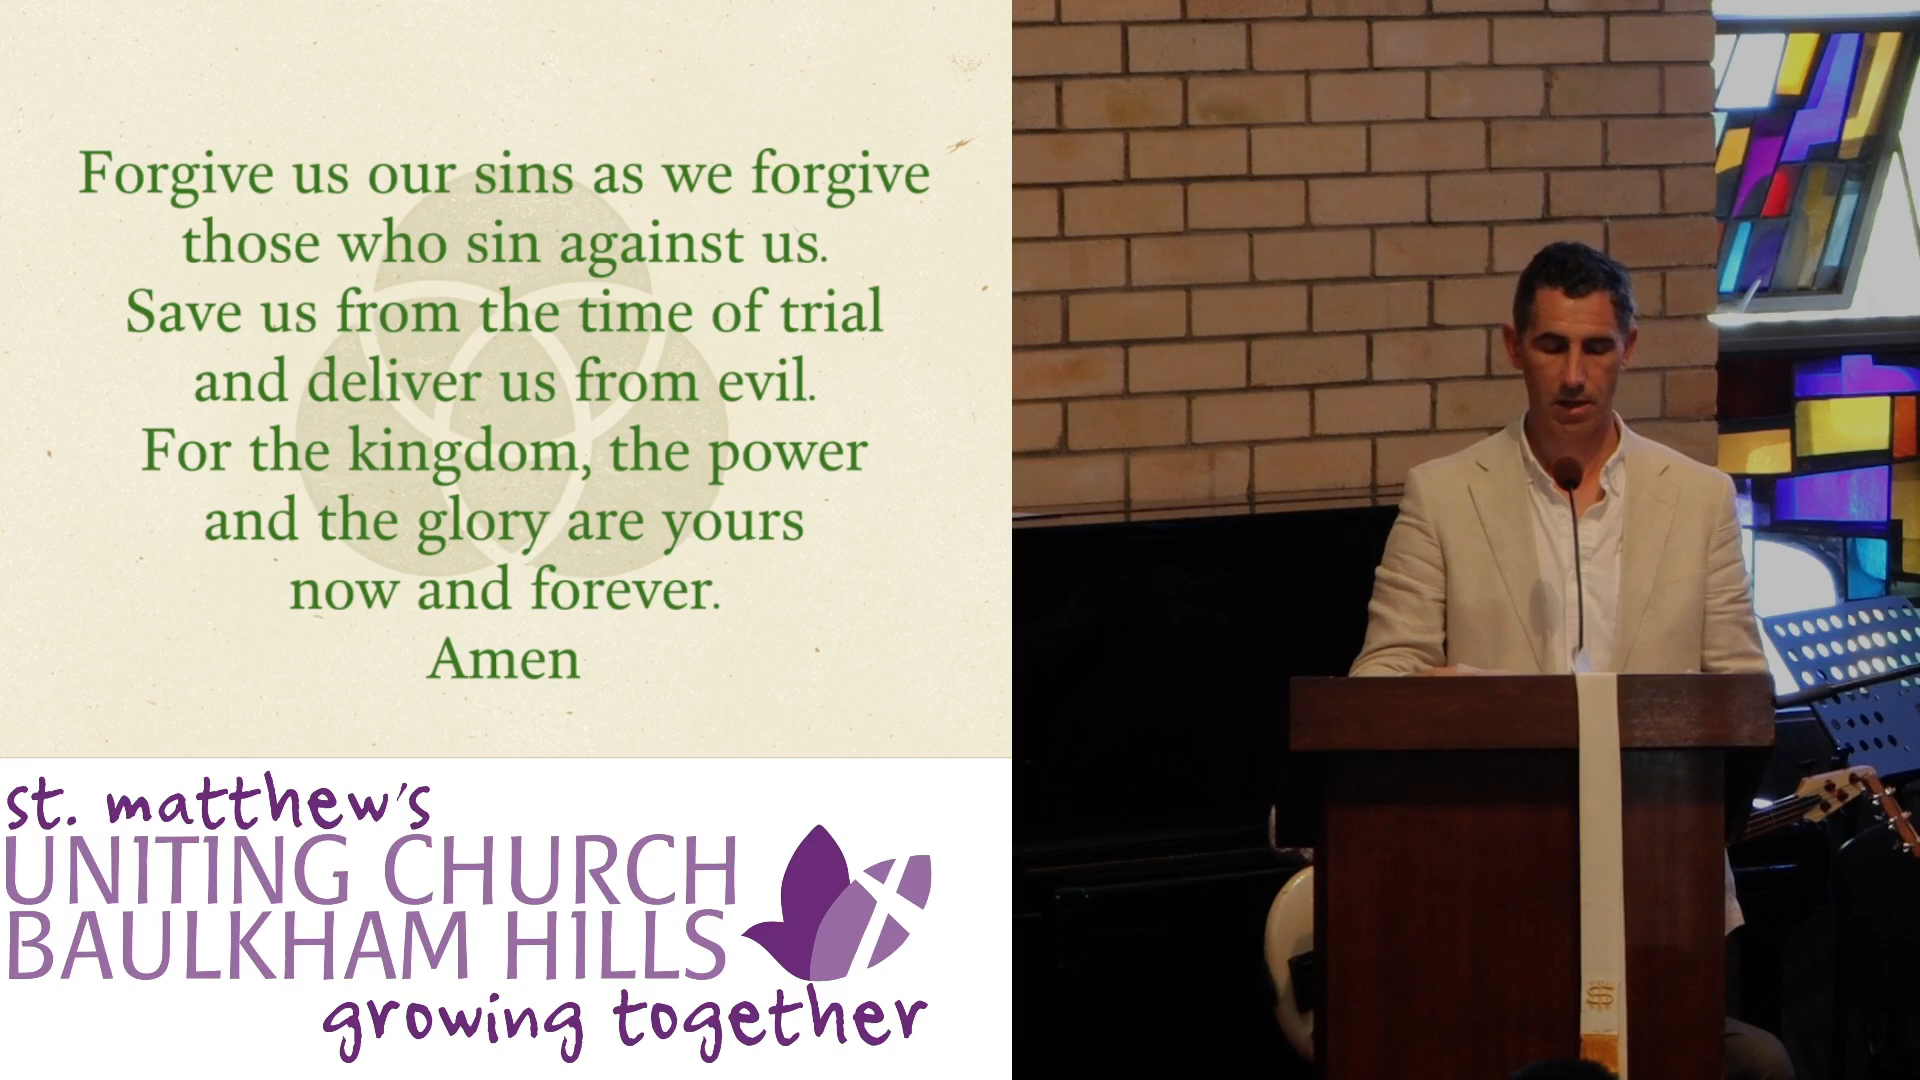 Forgive us our sins as we forgive
those who sin against us.
Save us from the time of trial
and deliver us from evil.
For the kingdom, the power
and the glory are yours
now and forever.
Amen
st. matthew's
UNITING CHURCH
BAULKHAM HILLS
growing together